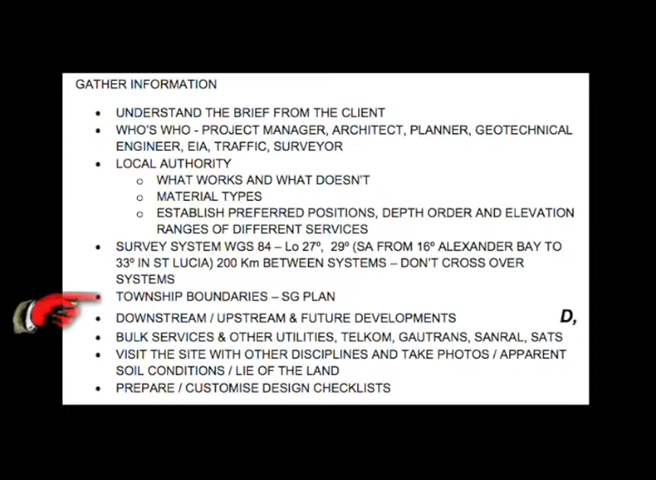 GATHER INFORMATION
• UNDERSTAND THE BRIEF FROM THE CLIENT
• WHO'S WHO - PROJECT MANAGER, ARCHITECT, PLANNER, GEOTECHNICAL
ENGINEER, EIA, TRAFFIC, SURVEYOR
• LOCAL AUTHORITY
o WHAT WORKS AND WHAT DOESN'T
o MATERIAL TYPES
o ESTABLISH PREFERRED POSITIONS, DEPTH ORDER AND ELEVATION
RANGES OF DIFFERENT SERVICES
• SURVEY SYSTEM WGS 84 – Lo 27º, 29º (SA FROM 16º ALEXANDER BAY TO
33º IN ST LUCIA) 200 Km BETWEEN SYSTEMS – DON'T CROSS OVER
SYSTEMS
• TOWNSHIP BOUNDARIES – SG PLAN
• DOWNSTREAM / UPSTREAM & FUTURE DEVELOPMENTS D,
• BULK SERVICES & OTHER UTILITIES, TELKOM, GAUTRANS, SANRAL, SATS
• VISIT THE SITE WITH OTHER DISCIPLINES AND TAKE PHOTOS / APPARENT
SOIL CONDITIONS / LIE OF THE LAND
• PREPARE / CUSTOMISE DESIGN CHECKLISTS